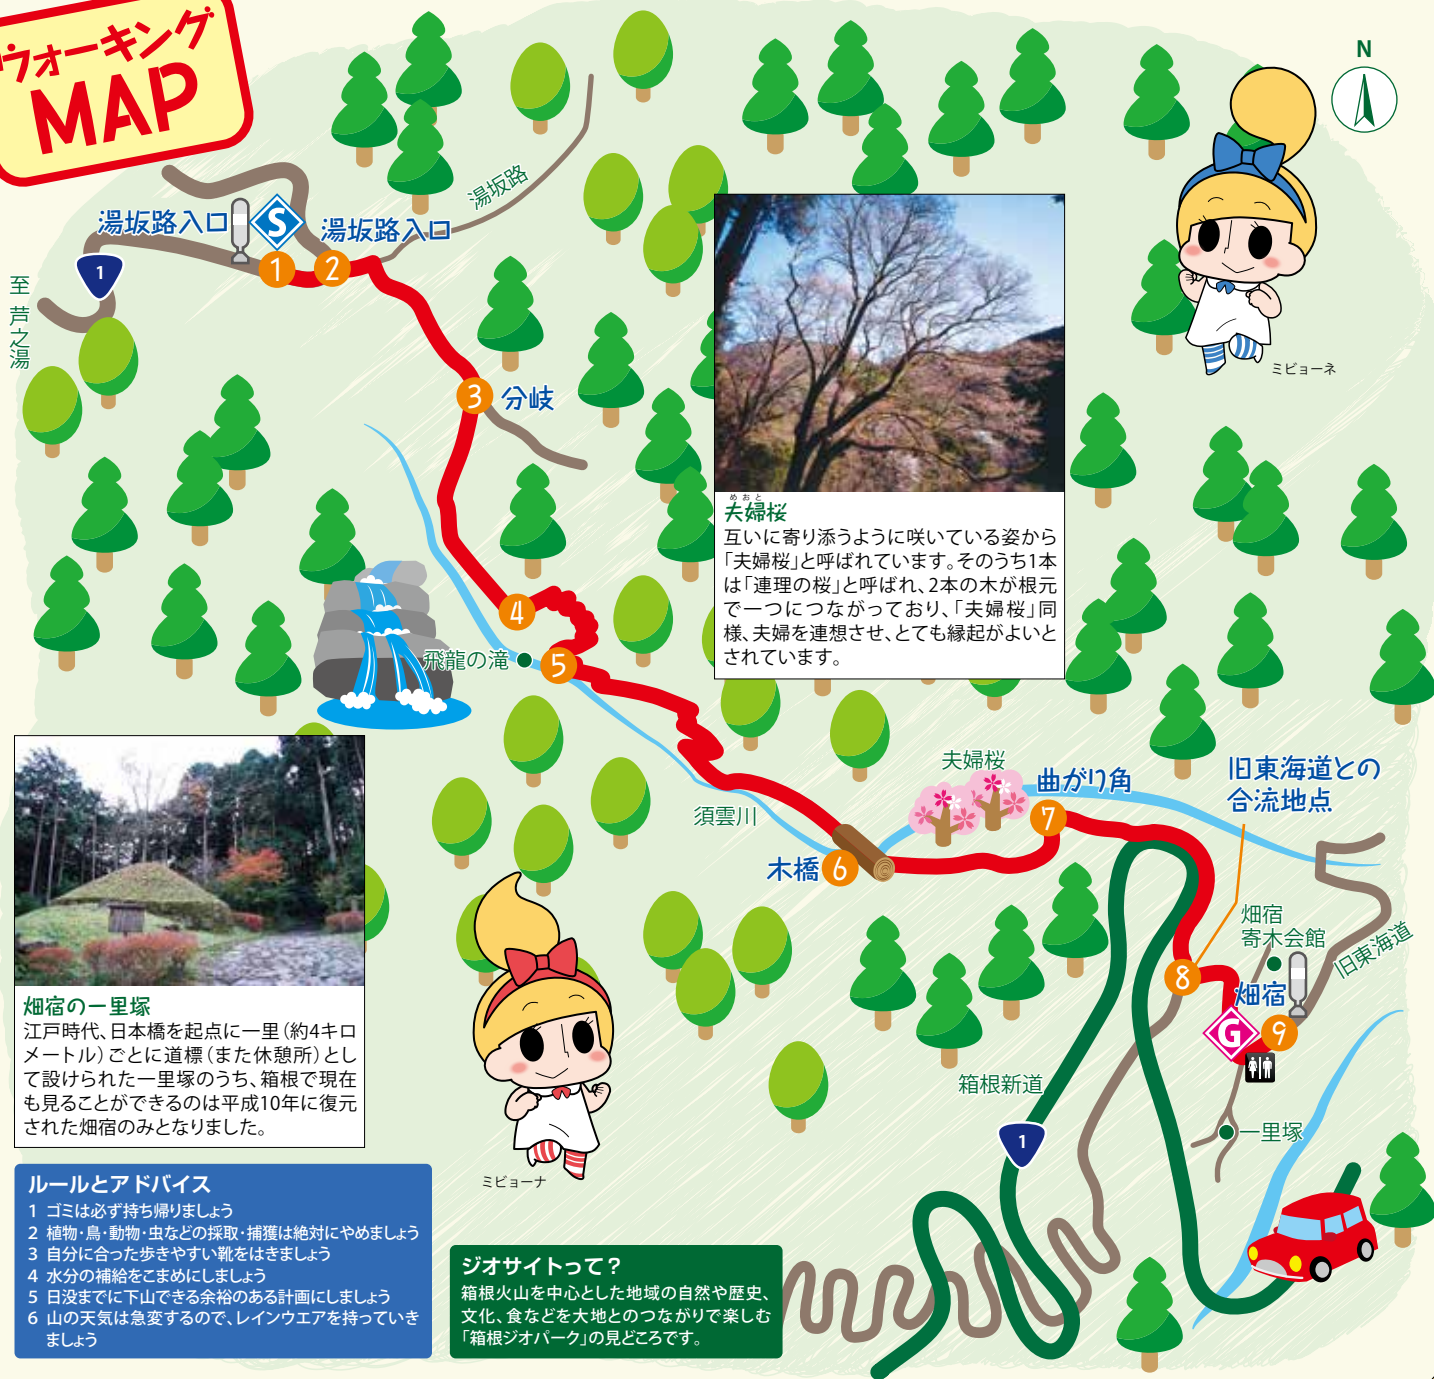 ウォーキング
MAP
N
湯坂路
湯坂路入口
S
湯坂路入口
1
2
1
至 芦之湯
ミビョーネ
3
分岐
めおと
夫婦桜
互いに寄り添うように咲いている姿から
「夫婦桜」と呼ばれています。そのうち1本
は「連理の桜」と呼ばれ、2本の木が根元
で一つにつながっており、「夫婦桜」同
様、夫婦を連想させ、とても縁起がよいと
されています。
4
飛龍の滝
5
夫婦桜
曲がり角
7
旧東海道との
合流地点
須雲川
木橋
6
畑宿
寄木会館
旧東海道
8
畑宿
G
9
箱根新道
1
一里塚
畑宿の一里塚
江戸時代、日本橋を起点に一里(約4キロ
メートル)ごとに道標(また休憩所)とし
て設けられた一里塚のうち、箱根で現在
も見ることができるのは平成10年に復元
された畑宿のみとなりました。
ミビョーナ
ルールとアドバイス
1 ゴミは必ず持ち帰りましょう
2 植物・鳥・動物・虫などの採取・捕獲は絶対にやめましょう
3 自分に合った歩きやすい靴をはきましょう
4 水分の補給をこまめにしましょう
5 日没までに下山できる余裕のある計画にしましょう
6 山の天気は急変するので、レインウエアを持っていき
ましょう
ジオサイトって?
箱根火山を中心とした地域の自然や歴史、
文化、食などを大地とのつながりで楽しむ
「箱根ジオパーク」の見どころです。